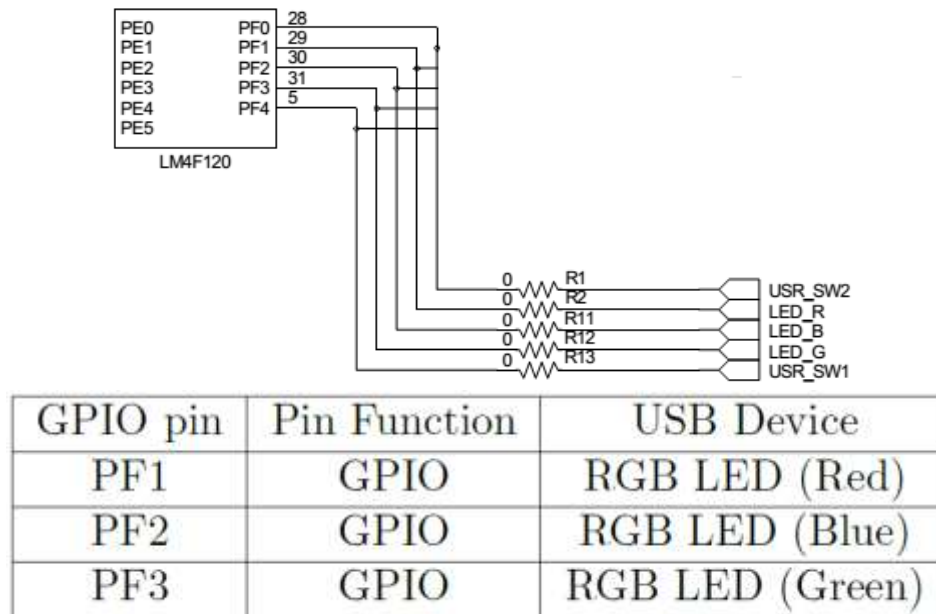 28
PE0 PF0
29
PE1 PF1
30
PE2 PF2
31
PE3 PF3
5
PE4 PF4
PE5
LM4F120
0 R1
USR_SW2
0 R2
LED_R
0 R11
LED_B
0 R12
LED_G
0 R13
USR_SW1
GPIO pin Pin Function USB Device
PF1 GPIO RGB LED (Red)
PF2 GPIO RGB LED (Blue)
PF3 GPIO RGB LED (Green)